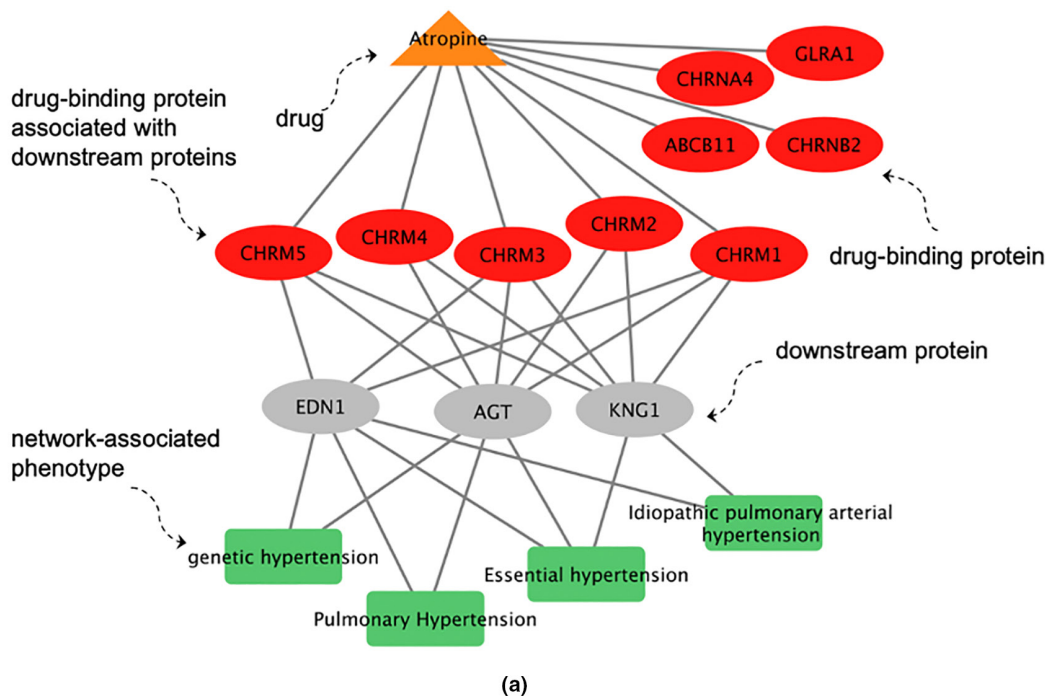 Atropine
GLRA1
CHRNA4
drug-binding protein
associated with
downstream proteins
drug
ABCB11
CHRNB2
CHRM5
CHRM4
CHRM3
CHRM2
CHRM1
drug-binding protein
downstream protein
EDN1
AGT
KNG1
network-associated
phenotype
Idiopathic pulmonary arterial
hypertension
genetic hypertension
Essential hypertension
Pulmonary Hypertension
(a)